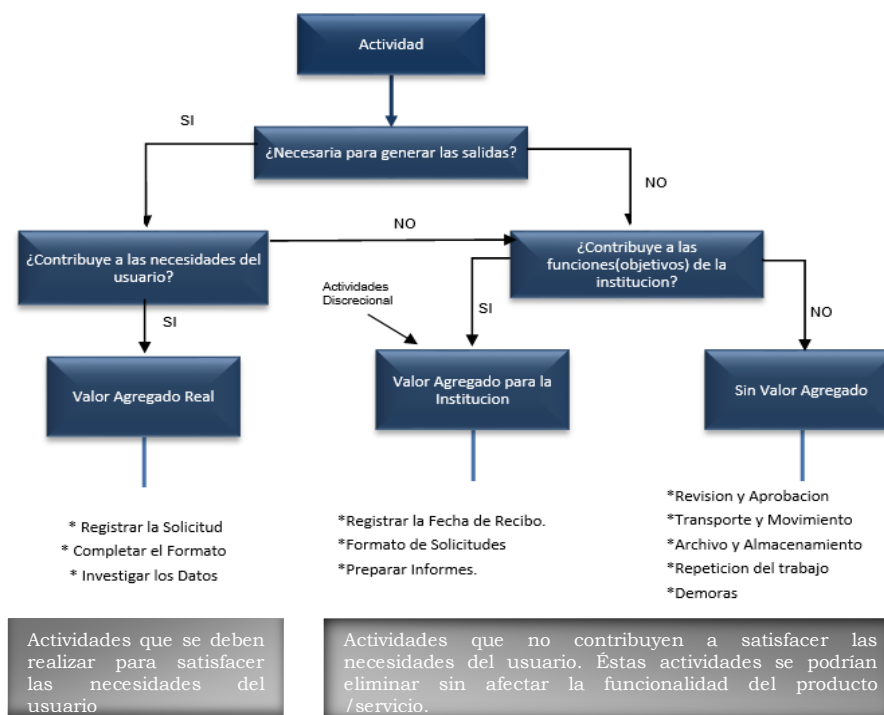 Actividad
SI
¿Necesaria para generar las salidas?
NO
NO
¿Contribuye a las necesidades del
usuario?
¿Contribuye a las
funciones(objetivos) de la
institucion?
Actividades
Discrecional
SI
SI
NO
Valor Agregado Real
Valor Agregado para la
Institucion
Sin Valor Agregado
* Registrar la Solicitud
* Completar el Formato
* Investigar los Datos
*Registrar la Fecha de Recibo.
*Formato de Solicitudes
*Preparar Informes.
*Revision y Aprobacion
*Transporte y Movimiento
*Archivo y Almacenamiento
*Repeticion del trabajo
*Demoras
Actividades que se deben
realizar para satisfacer
las necesidades del
usuario
Actividades que no contribuyen a satisfacer las
necesidades del usuario. Éstas actividades se podrían
eliminar sin afectar la funcionalidad del producto
/servicio.